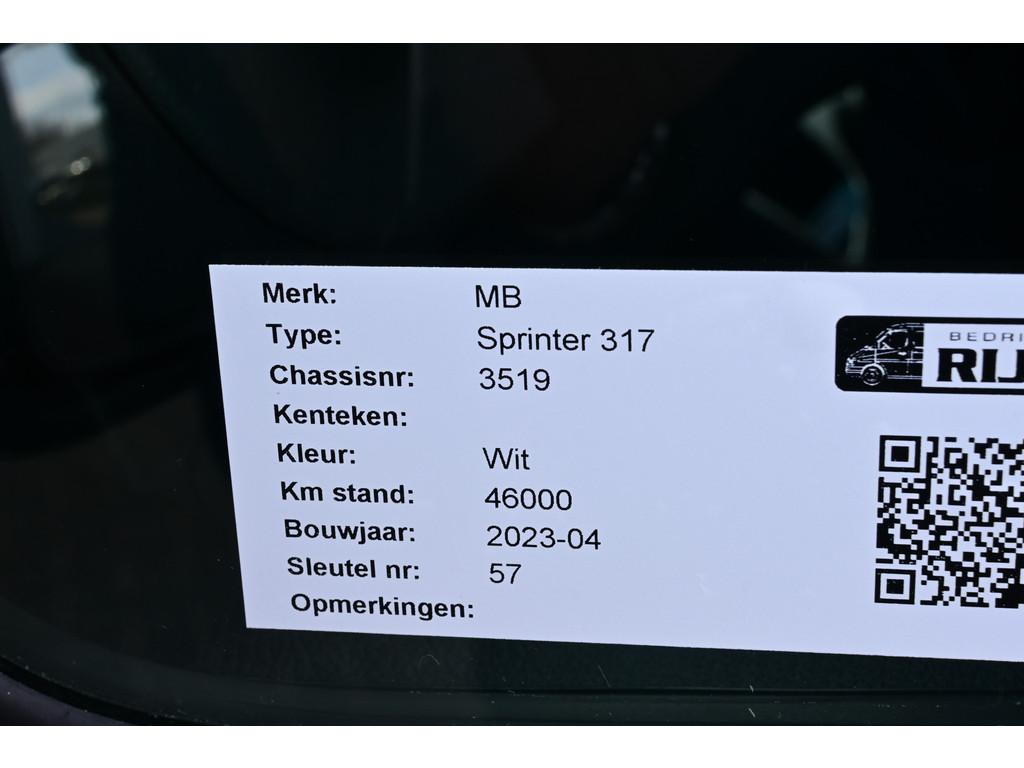 Merk: MB
Type: Sprinter 317
Chassisnr: 3519
Kenteken:
Kleur: Wit
Km stand: 46000
Bouwjaar: 2023-04
Sleutel nr: 57
Opmerkingen:
BEDRI
RIJ